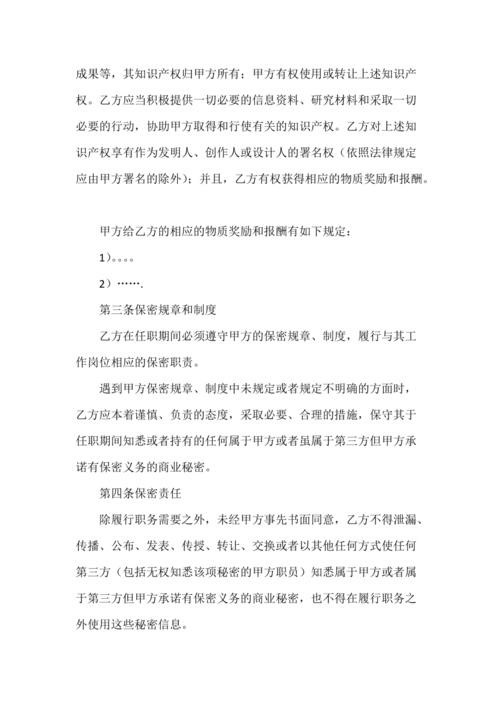 成果等，其知识产权归甲方所有；甲方有权使用或转让上述知识产
权。乙方应当积极提供一切必要的信息资料、研究材料和采取一切
必要的行动，协助甲方取得和行使有关的知识产权。乙方对上述知
识产权享有作为发明人、创作人或设计人的署名权（依照法律规定
应由甲方署名的除外）；并且，乙方有权获得相应的物质奖励和报酬。
甲方给乙方的相应的物质奖励和报酬有如下规定：
1）。。。。
2）…….
第三条保密规章和制度
乙方在任职期间必须遵守甲方的保密规章、制度，履行与其工
作岗位相应的保密职责。
遇到甲方保密规章、制度中未规定或者规定不明确的方面时，
乙方应本着谨慎、负责的态度，采取必要、合理的措施，保守其于
任职期间知悉或者持有的任何属于甲方或者虽属于第三方但甲方承
诺有保密义务的商业秘密。
第四条保密责任
除履行职务需要之外，未经甲方事先书面同意，乙方不得泄漏、
传播、公布、发表、传授、转让、交换或者以其他任何方式使任何
第三方（包括无权知悉该项秘密的甲方职员）知悉属于甲方或者属
于第三方但甲方承诺有保密义务的商业秘密，也不得在履行职务之
外使用这些秘密信息。